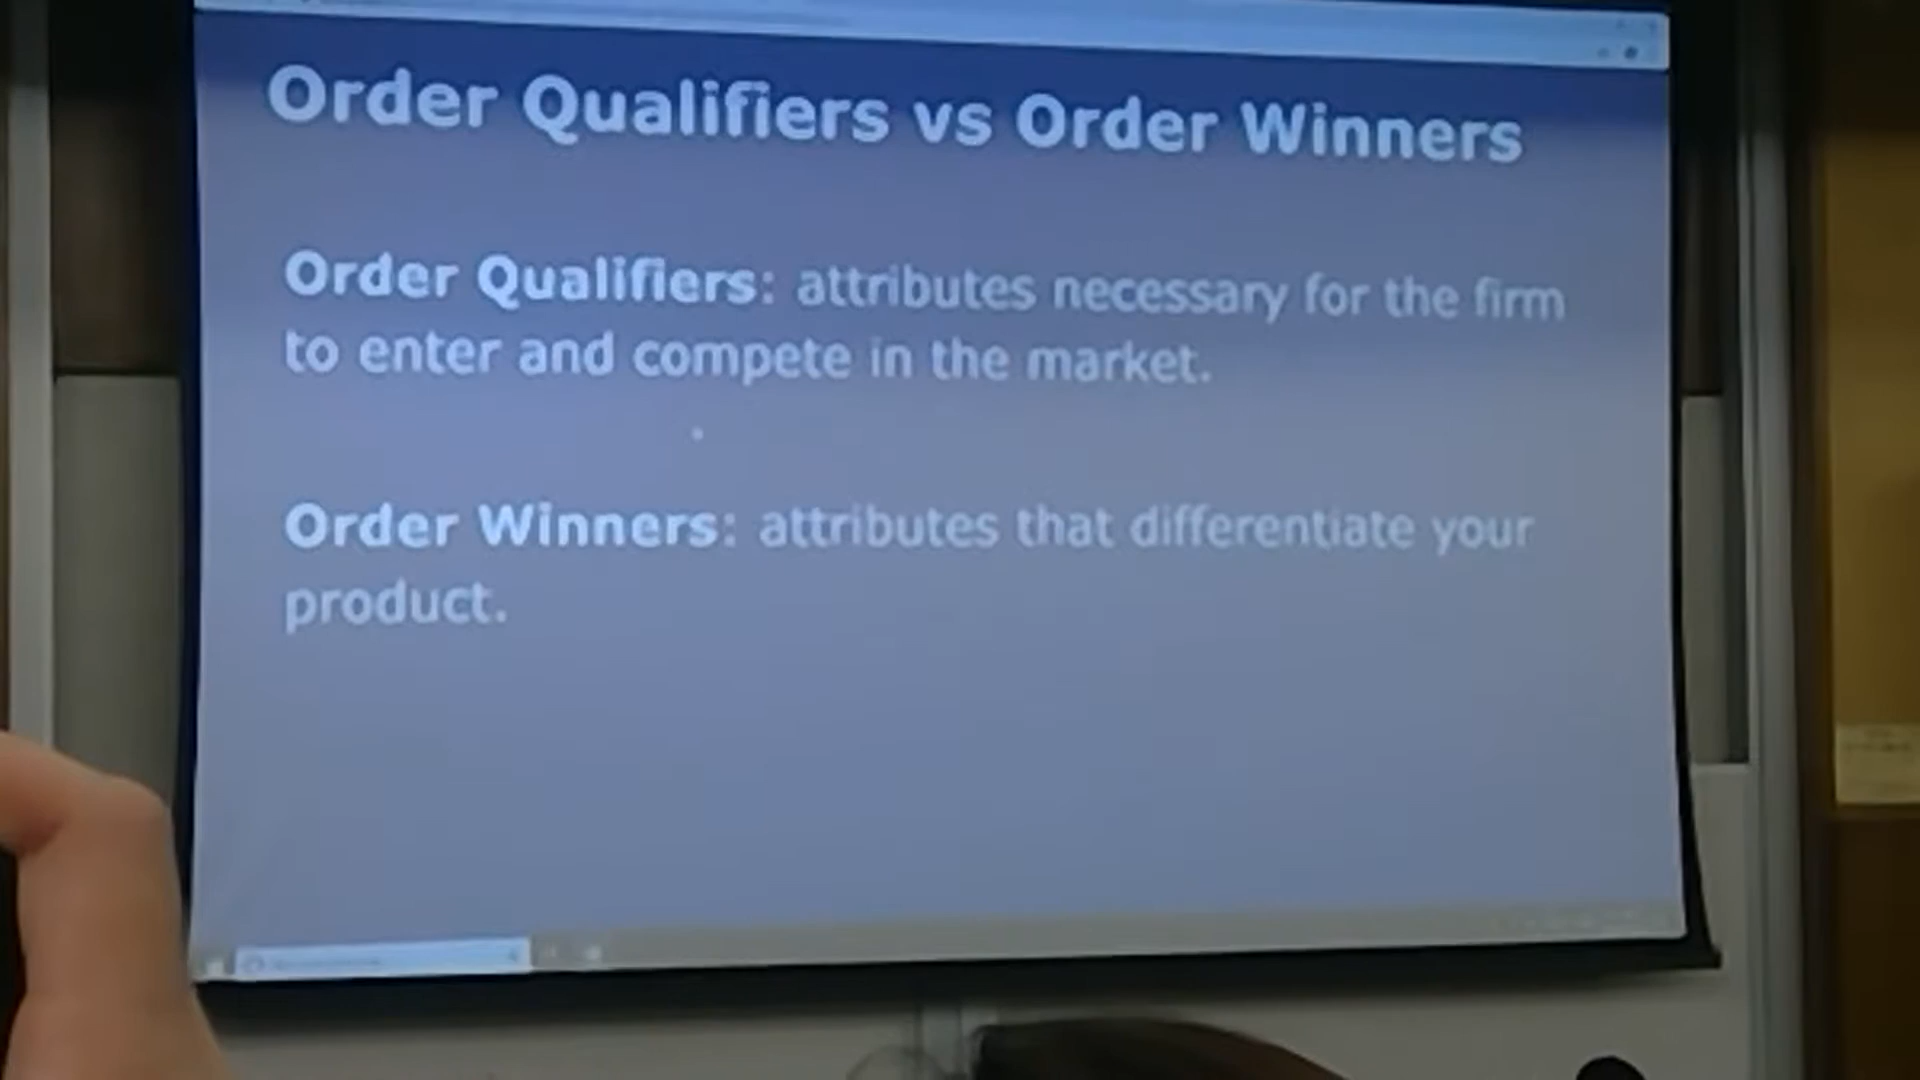 Order Qualifiers vs Order Winners
Order Qualifiers: attributes necessary for the firm
to enter and compete in the market.
Order Winners: attributes that differentiate your
product.